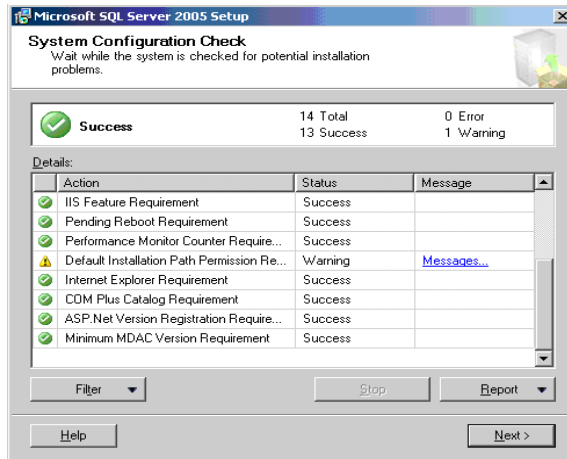 Microsoft SQL Server 2005 Setup
System Configuration Check
Wait while the system is checked for potential installation
problems.
Success
14 Total
0 Error
13 Success
1 Warning
Details:
Action Status Message
IIS Feature Requirement Success
Pending Reboot Requirement Success
Performance Monitor Counter Require... Success
Default Installation Path Permission Re... Warning Messages...
Internet Explorer Requirement Success
COM Plus Catalog Requirement Success
ASP.Net Version Registration Require... Success
Minimum MDAC Version Requirement Success
Filter Stop Report
Help Next >